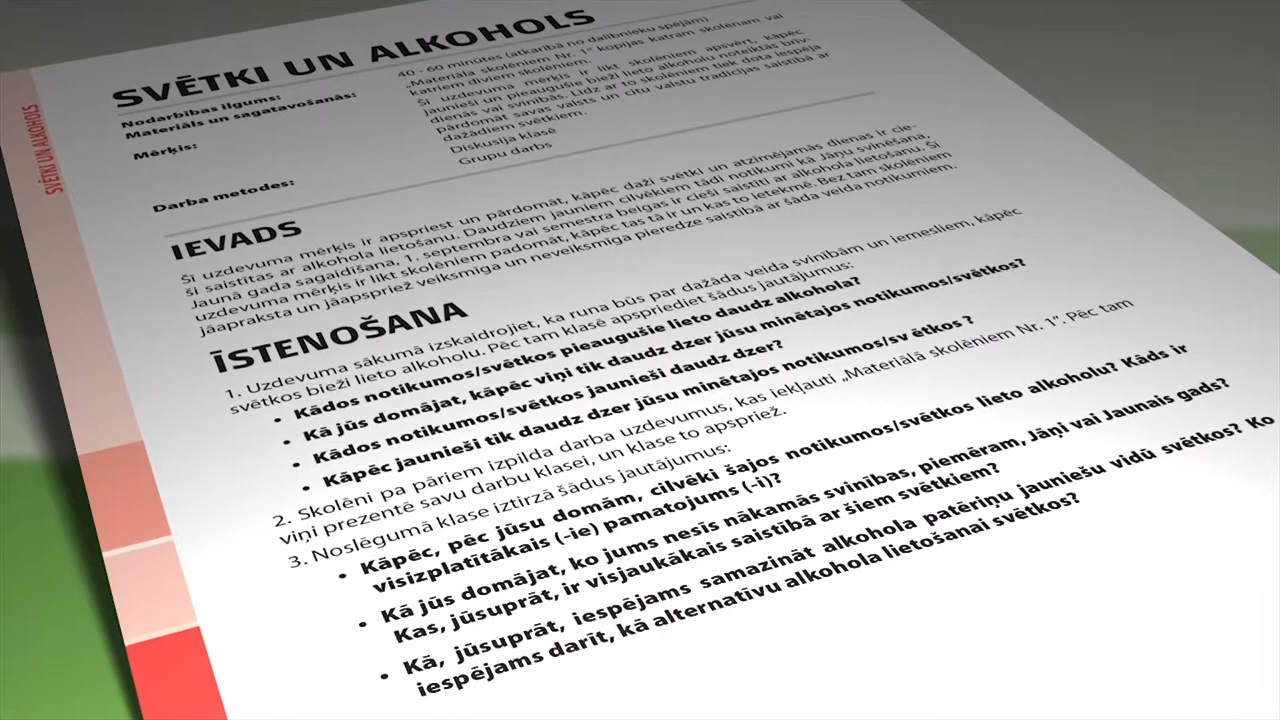 SVĒTKI UN ALKOHOLS
SVĒTKI UN ALKOHOLS
Nodarbības ilgums:
40 - 60 minūtes (atkarībā no dalībnieku spējām)
Materiāls un sagatavošanās:
„Materiāla skolēniem Nr. 1” kopijas katram skolēnam vai
katriem diviem skolēniem.
Mērķis:
Šī uzdevuma mērķis ir likt skolēniem apsvērt, kāpēc
jaunieši un pieaugušie bieži lieto alkoholu noteiktās brīv-
dienās vai svinībās. Līdz ar to skolēniem tiek dota iespēja
pārdomāt savas valsts un citu valstu tradīcijas saistībā ar
dažādiem svētkiem.
Darba metodes:
Diskusija klasē
Grupu darbs
IEVADS
Šī uzdevuma mērķis ir apspriest un pārdomāt, kāpēc daži svētki un atzīmējamās dienas ir cie-
ši saistītas ar alkohola lietošanu. Daudziem jauniem cilvēkiem tādi notikumi kā Jāņu svinēšana,
Jaunā gada sagaidīšana, 1. septembra vai semestra beigas ir cieši saistīti ar alkohola lietošanu. Šī
uzdevuma mērķis ir likt skolēniem padomāt, kāpēc tas tā ir un kas to ietekmē. Bez tam skolēniem
jāapraksta un jāapspriež veiksmīga un neveiksmīga pieredze saistībā ar šāda veida notikumiem.
ĪSTENOŠANA
1. Uzdevuma sākumā izskaidrojiet, ka runa būs par dažāda veida svinībām un iemesliem, kāpēc
svētkos bieži lieto alkoholu. Pēc tam klasē apspriediet šādus jautājumus:
• Kādos notikumos/svētkos pieaugušie lieto daudz alkohola?
• Kā jūs domājat, kāpēc viņi tik daudz dzer jūsu minētajos notikumos/svētkos?
• Kādos notikumos/svētkos jaunieši daudz dzer?
• Kāpēc jaunieši tik daudz dzer jūsu minētajos notikumos/sv ētkos ?
2. Skolēni pa pāriem izpilda darba uzdevumus, kas iekļauti „Materiālā skolēniem Nr. 1”. Pēc tam
viņi prezentē savu darbu klasei, un klase to apspriež.
3. Noslēgumā klase iztirzā šādus jautājumus:
• Kāpēc, pēc jūsu domām, cilvēki šajos notikumos/svētkos lieto alkoholu? Kāds ir
visizplatītākais (-ie) pamatojums (-i)?
• Kā jūs domājat, ko jums nesīs nākamās svinības, piemēram, Jāņi vai Jaunais gads?
Kas, jūsuprāt, ir visjaukākais saistībā ar šiem svētkiem?
• Kā, jūsuprāt, iespējams samazināt alkohola patēriņu jauniešu vidū svētkos? Ko
iespējams darīt, kā alternatīvu alkohola lietošanai svētkos?